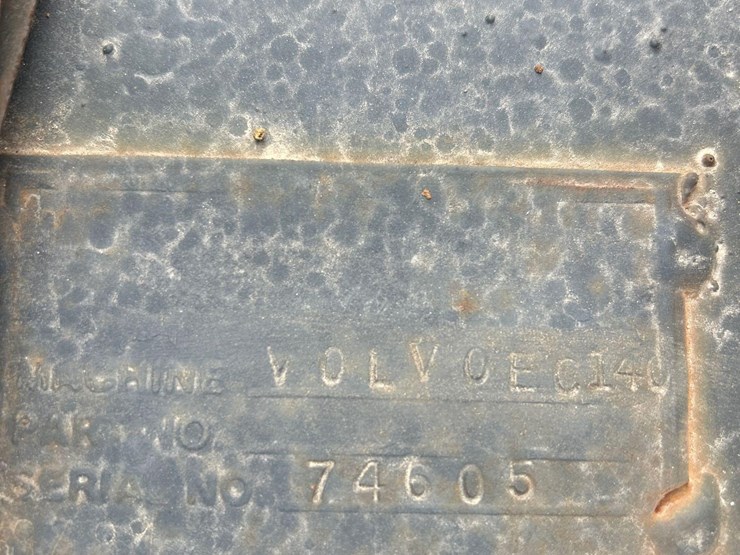 MACHINE VOLVO EC140
PART NO.
SERIAL NO. 74605